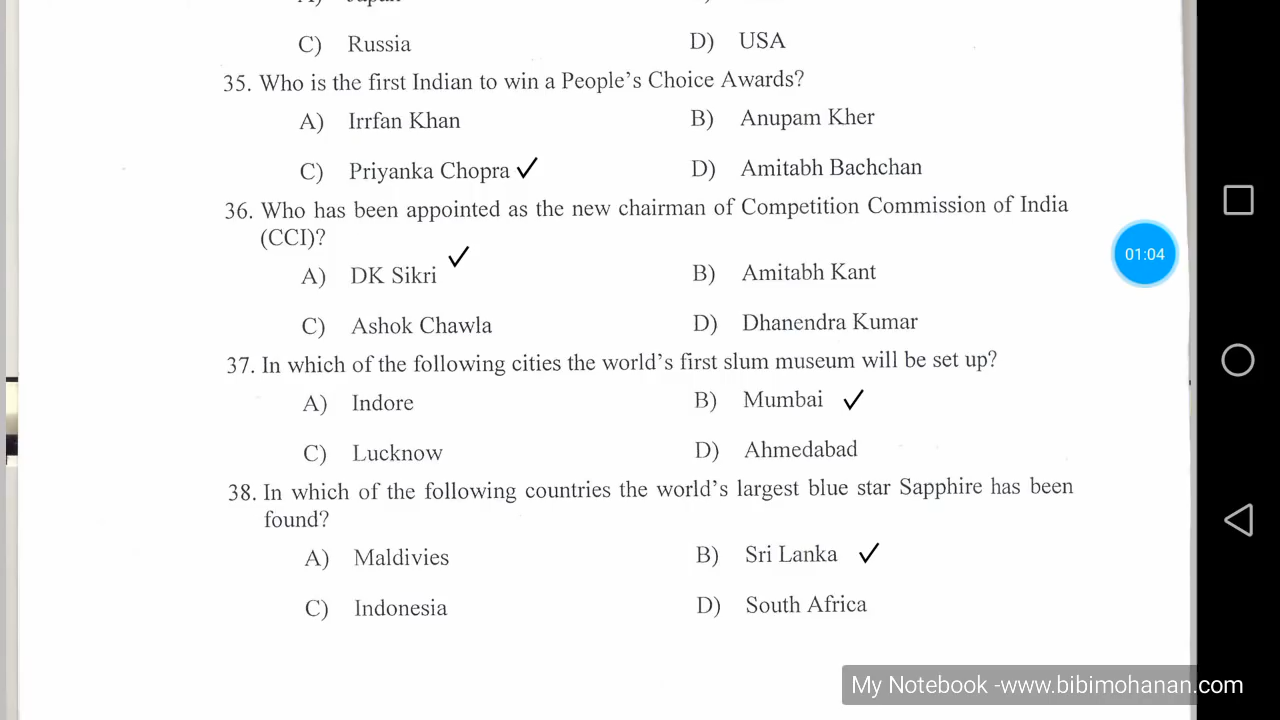 C) Russia D) USA
35. Who is the first Indian to win a People's Choice Awards?
A) Irrfan Khan B) Anupam Kher
C) Priyanka Chopra ✓ D) Amitabh Bachchan
36. Who has been appointed as the new chairman of Competition Commission of India
(CCI)?
A) DK Sikri ✓ B) Amitabh Kant
C) Ashok Chawla D) Dhanendra Kumar
37. In which of the following cities the world's first slum museum will be set up?
A) Indore B) Mumbai ✓
C) Lucknow D) Ahmedabad
38. In which of the following countries the world's largest blue star Sapphire has been
found?
A) Maldivies B) Sri Lanka ✓
C) Indonesia D) South Africa
01:04
My Notebook -www.bibimohanan.com